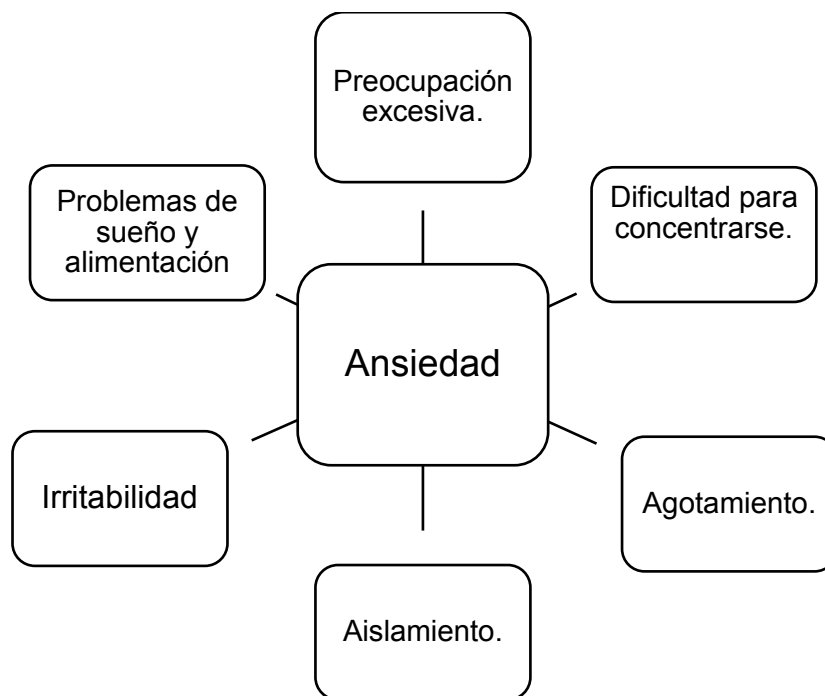 Preocupación
excesiva.
Problemas de
sueño y
alimentación
Dificultad para
concentrarse.
Ansiedad
Irritabilidad
Agotamiento.
Aislamiento.